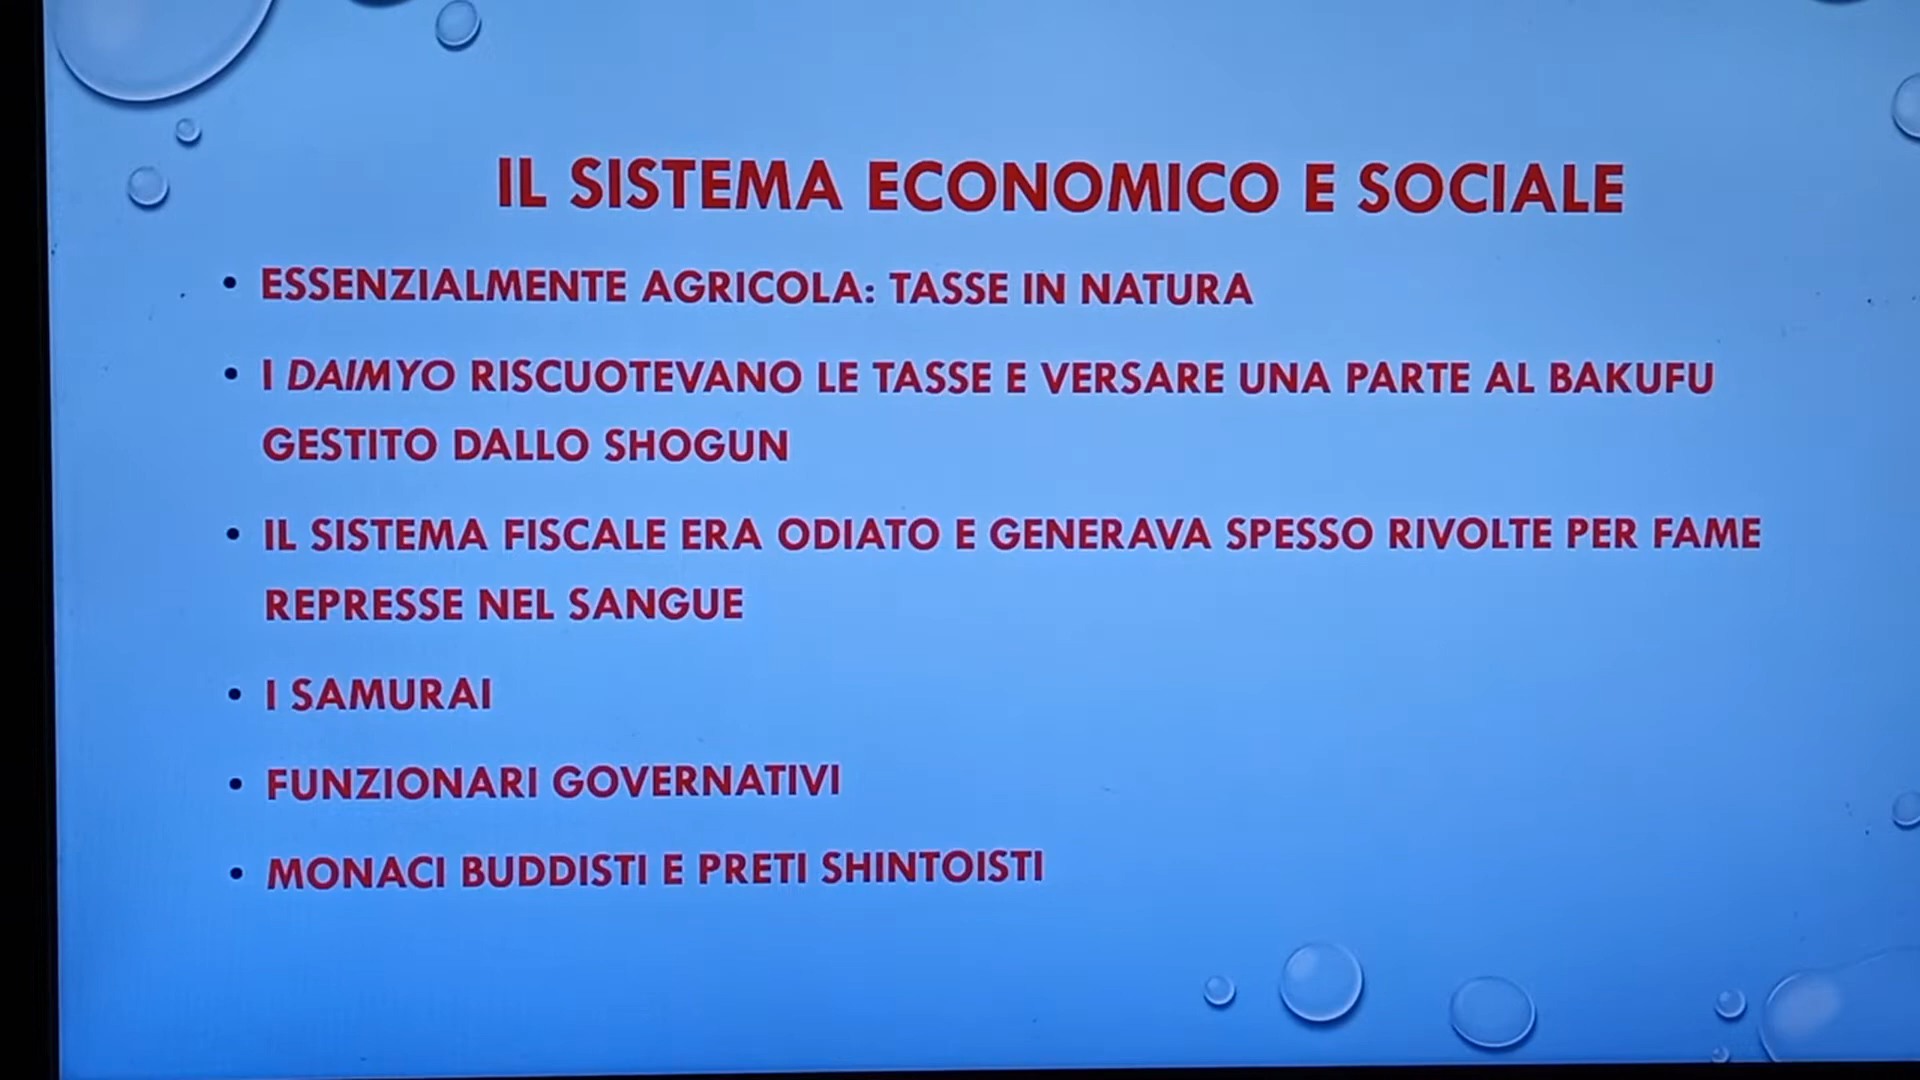 IL SISTEMA ECONOMICO E SOCIALE
• ESSENZIALMENTE AGRICOLA: TASSE IN NATURA
• I DAIMYO RISCUOTEVANO LE TASSE E VERSARE UNA PARTE AL BAKUFU
GESTITO DALLO SHOGUN
• IL SISTEMA FISCALE ERA ODIATO E GENERAVA SPESSO RIVOLTE PER FAME
REPRESSE NEL SANGUE
• I SAMURAI
• FUNZIONARI GOVERNATIVI
• MONACI BUDDISTI E PRETI SHINTOISTI